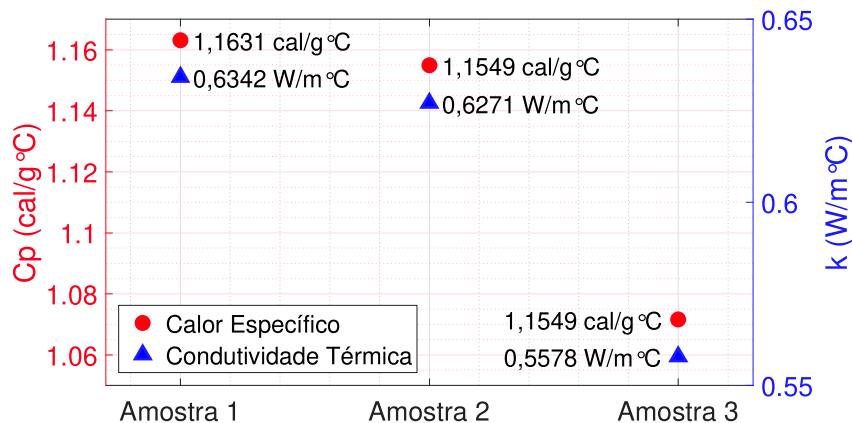 1.16
1.14
1.12
1.1
1.08
1.06
Cp (cal/g°C)
0.65
0.6
0.55
k (W/m°C)
1,1631 cal/g°C
0,6342 W/m°C
1,1549 cal/g°C
0,6271 W/m°C
1,1549 cal/g°C
0,5578 W/m°C
Calor Específico
Condutividade Térmica
Amostra 1
Amostra 2
Amostra 3